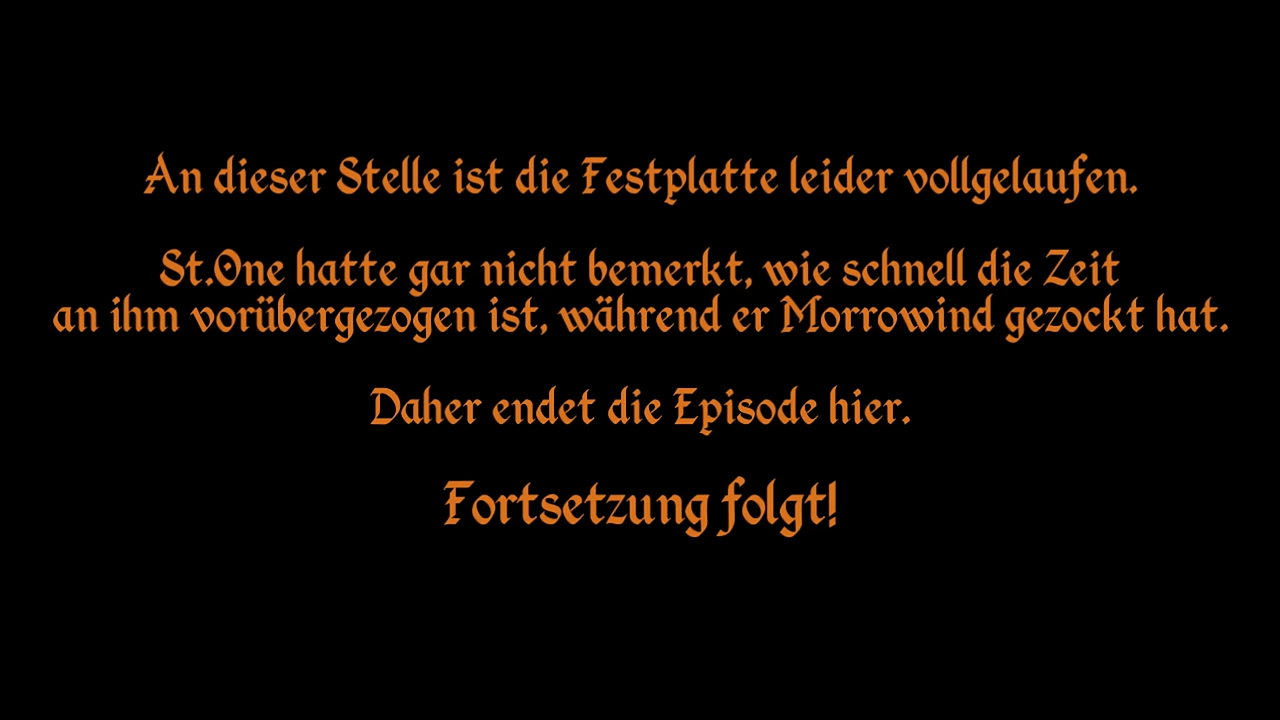 An dieser Stelle ist die Festplatte leider vollgelaufen.
St.One hatte gar nicht bemerkt, wie schnell die Zeit
an ihm vorübergezogen ist, während er Morrowind gezockt hat.
Daher endet die Episode hier.
Fortsetzung folgt!